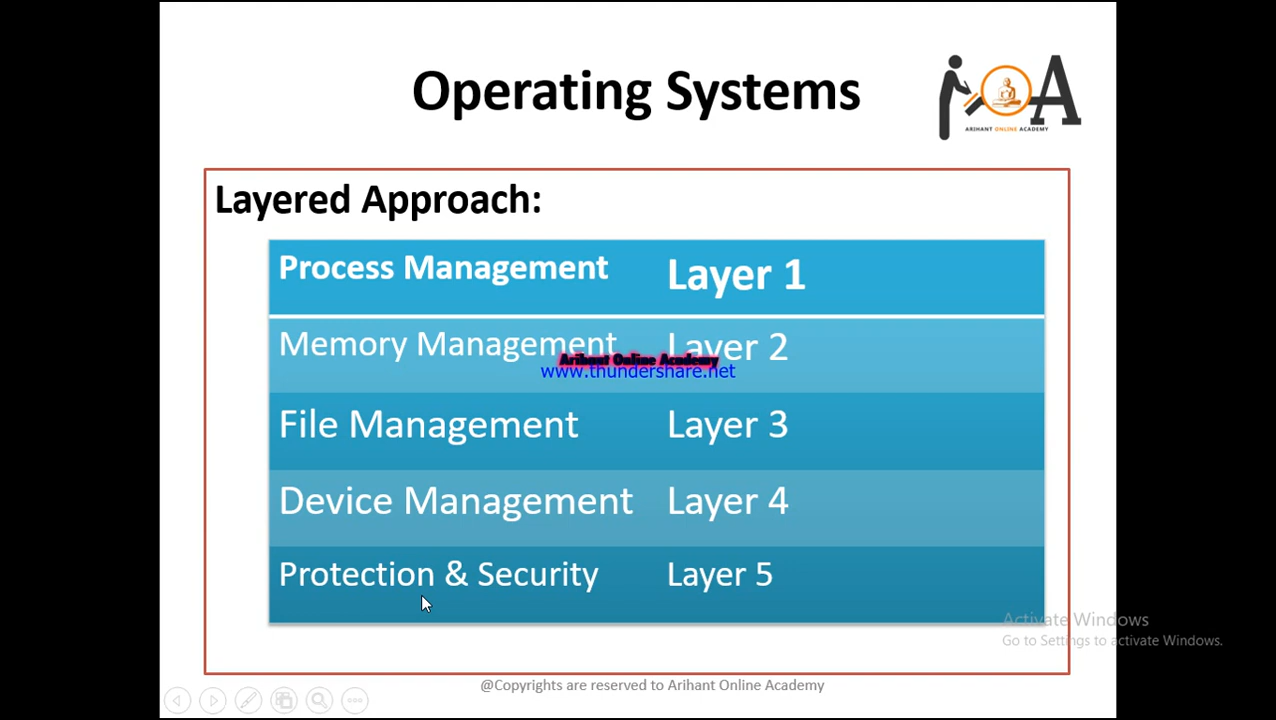 Operating Systems
A
ARIHANT ONLINE ACADEMY
Layered Approach:
Process Management Layer 1
Memory Management Layer 2
Arihant Online Academy
www.thundershare.net
File Management Layer 3
Device Management Layer 4
Protection & Security Layer 5
Activate Windows
Go to Settings to activate Windows.
@Copyrights are reserved to Arihant Online Academy